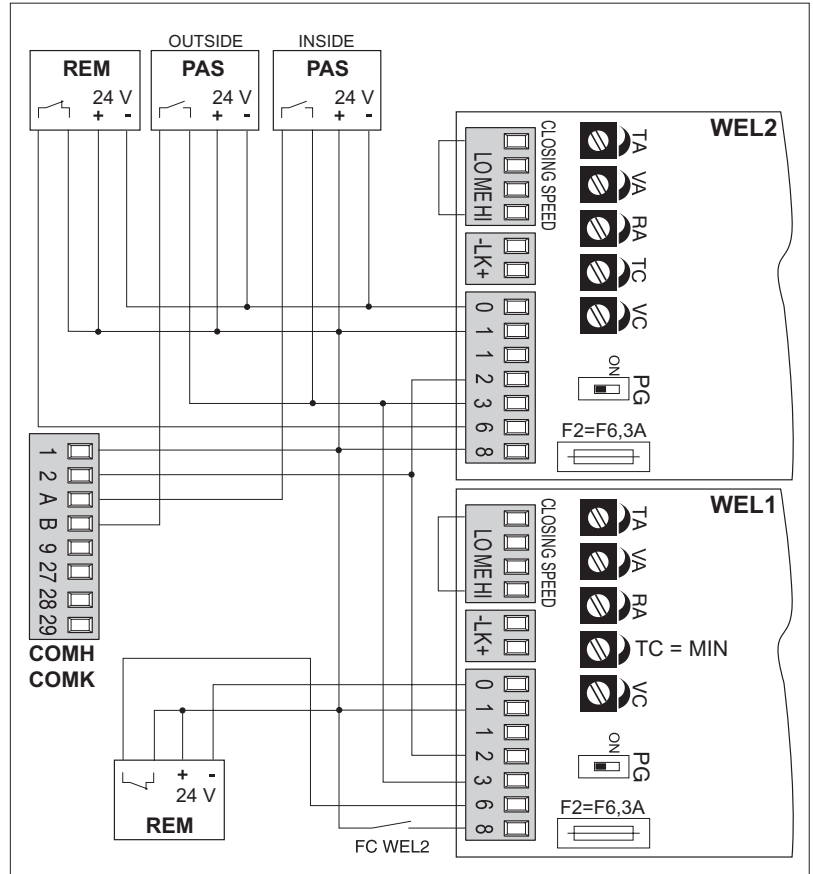 OUTSIDE INSIDE
REM PAS PAS
24 V 24 V 24 V
+ - + - + -
WEL2
CLOSING SPEED
LO ME HI
-LK+
0
1
1
2
3
6
8
TA
VA
RA
TC
VC
ON
PG
F2=F6,3A
1
2
A
B
9
27
28
29
COMH
COMK
WEL1
CLOSING SPEED
LO ME HI
-LK+
0
1
1
2
3
6
8
TA
VA
RA
TC = MIN
VC
ON
PG
F2=F6,3A
+ -
24 V
REM
FC WEL2